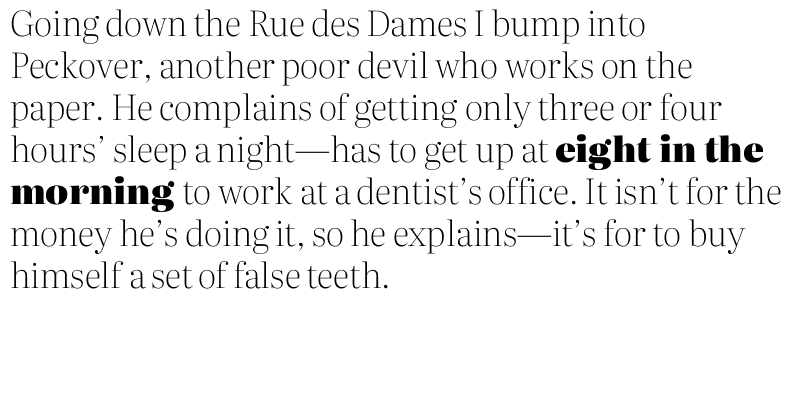 Going down the Rue des Dames I bump into
Peckover, another poor devil who works on the
paper. He complains of getting only three or four
hours’ sleep a night—has to get up at eight in the
morning to work at a dentist’s office. It isn’t for the
money he’s doing it, so he explains—it’s for to buy
himself a set of false teeth.